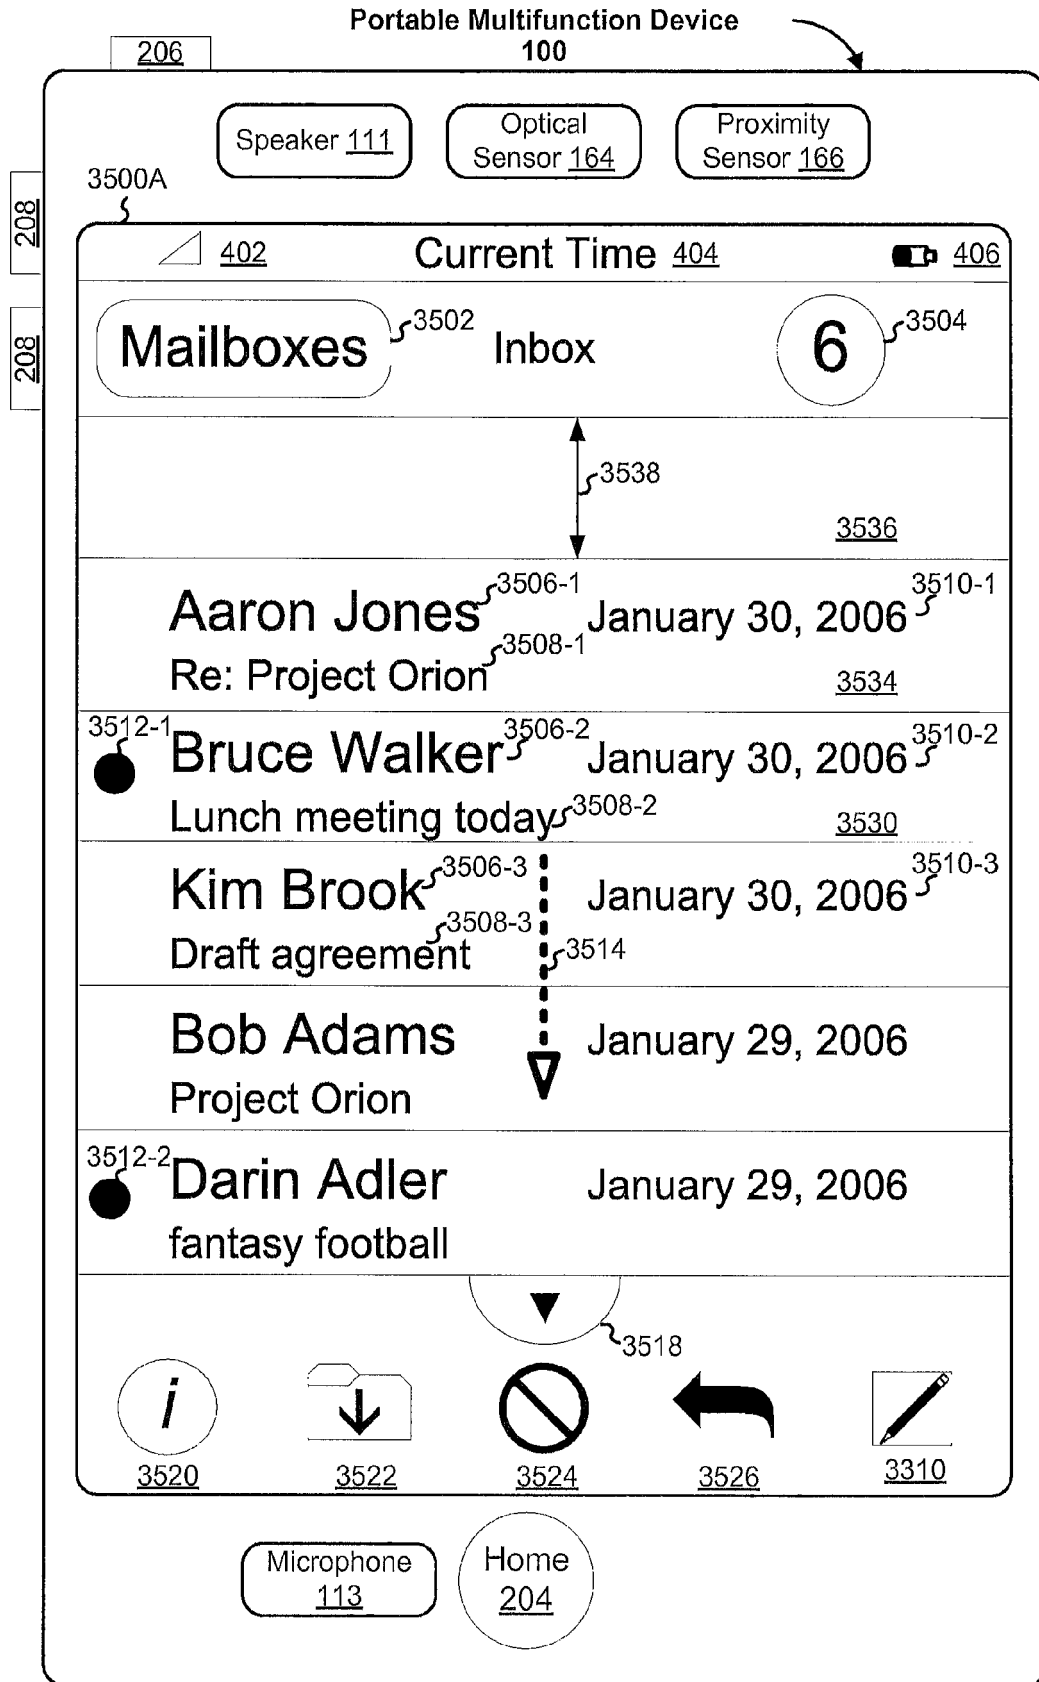 Portable Multifunction Device
100
206
Speaker 111
Optical
Sensor 164
Proximity
Sensor 166
208
208
3500A
402
Current Time 404
406
Mailboxes
3502
Inbox
6
3504
3538
3536
Aaron Jones 3506-1
January 30, 2006 3510-1
Re: Project Orion 3508-1
3534
3512-1
Bruce Walker 3506-2
January 30, 2006 3510-2
Lunch meeting today 3508-2
3530
Kim Brook 3506-3
January 30, 2006 3510-3
Draft agreement 3508-3
3514
Bob Adams
January 29, 2006
Project Orion
3512-2
Darin Adler
January 29, 2006
fantasy football
3518
i
3520
3522
3524
3526
3310
Microphone
113
Home
204